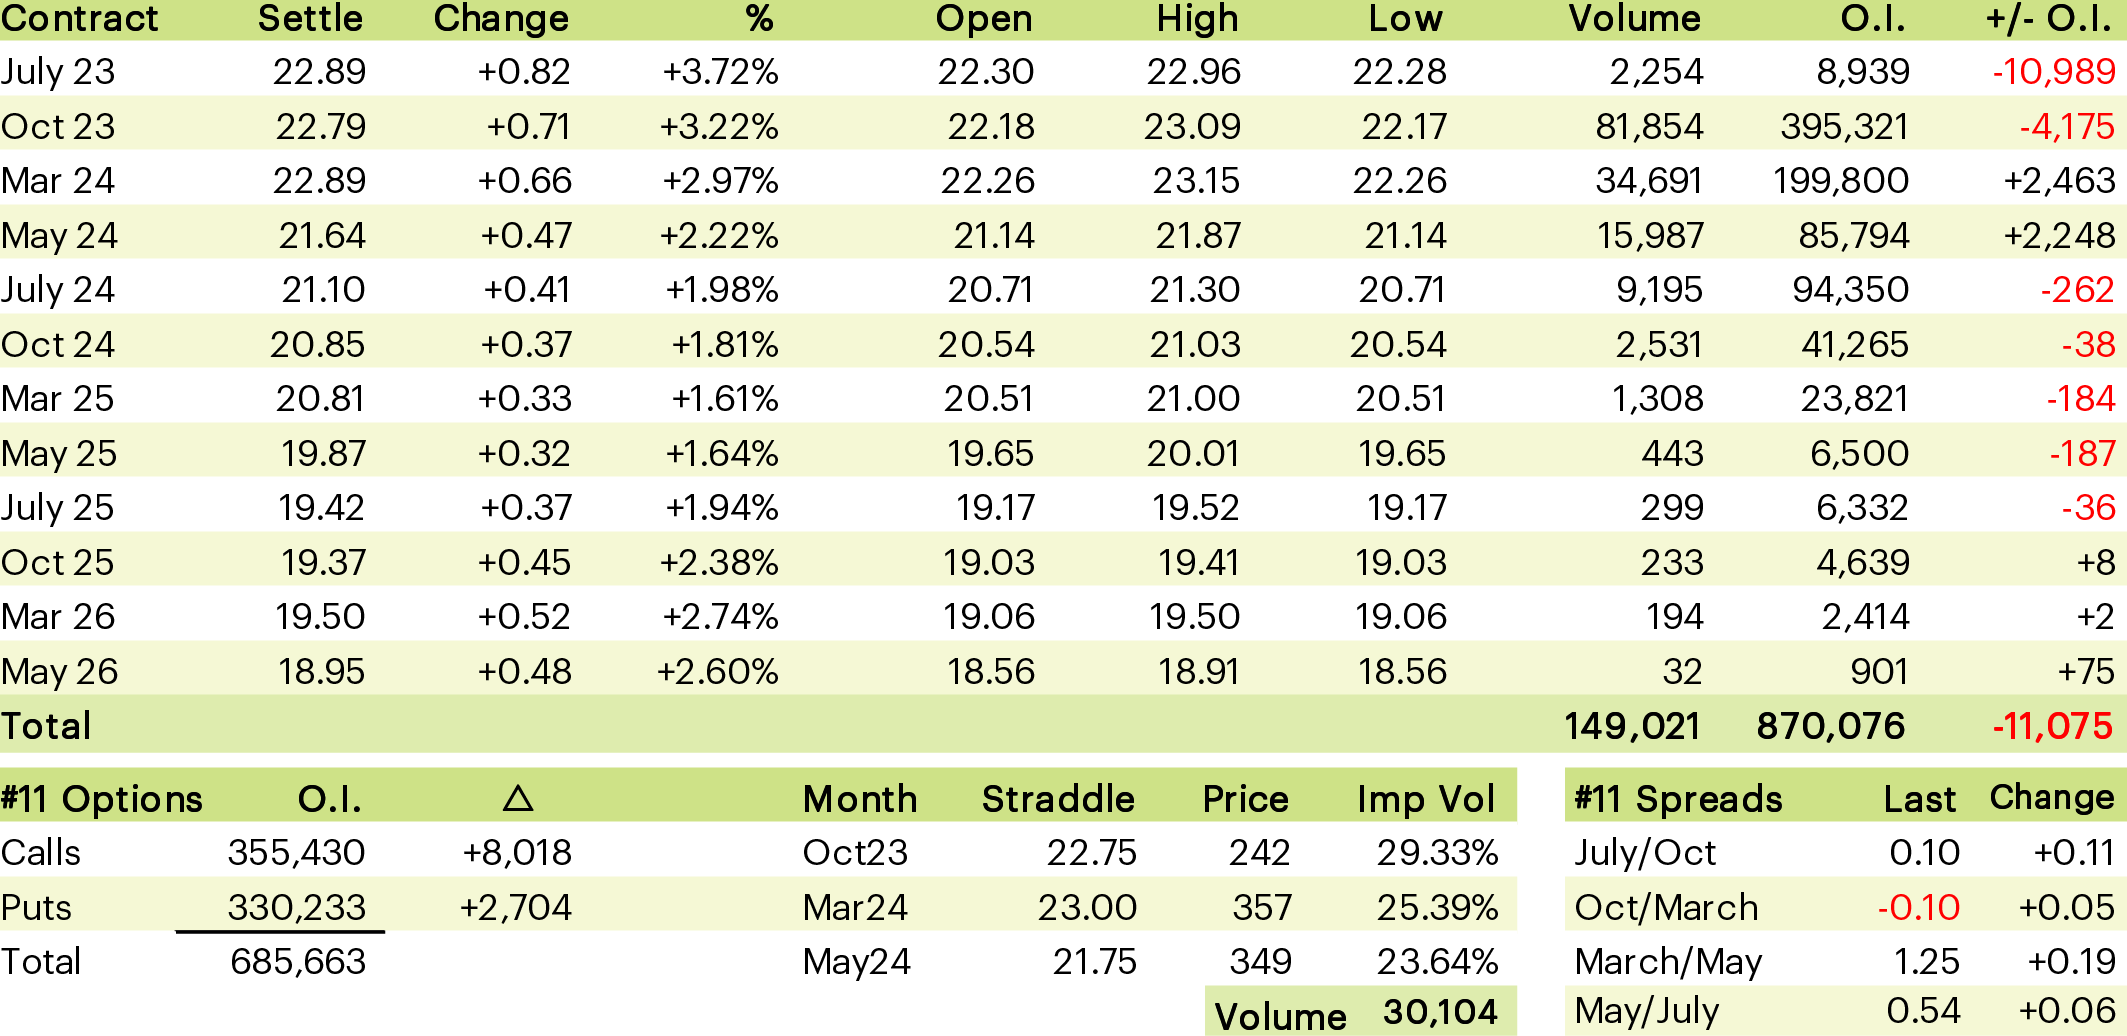 Contract Settle Change % Open High Low Volume O.I. +/- O.I.
July 23 22.89 +0.82 +3.72% 22.30 22.96 22.28 2,254 8,939 -10,989
Oct 23 22.79 +0.71 +3.22% 22.18 23.09 22.17 81,854 395,321 -4,175
Mar 24 22.89 +0.66 +2.97% 22.26 23.15 22.26 34,691 199,800 +2,463
May 24 21.64 +0.47 +2.22% 21.14 21.87 21.14 15,987 85,794 +2,248
July 24 21.10 +0.41 +1.98% 20.71 21.30 20.71 9,195 94,350 -262
Oct 24 20.85 +0.37 +1.81% 20.54 21.03 20.54 2,531 41,265 -38
Mar 25 20.81 +0.33 +1.61% 20.51 21.00 20.51 1,308 23,821 -184
May 25 19.87 +0.32 +1.64% 19.65 20.01 19.65 443 6,500 -187
July 25 19.42 +0.37 +1.94% 19.17 19.52 19.17 299 6,332 -36
Oct 25 19.37 +0.45 +2.38% 19.03 19.41 19.03 233 4,639 +8
Mar 26 19.50 +0.52 +2.74% 19.06 19.50 19.06 194 2,414 +2
May 26 18.95 +0.48 +2.60% 18.56 18.91 18.56 32 901 +75
Total 149,021 870,076 -11,075
#11 Options O.I. △ Month Straddle Price Imp Vol #11 Spreads Last Change
Calls 355,430 +8,018 Oct23 22.75 242 29.33% July/Oct 0.10 +0.11
Puts 330,233 +2,704 Mar24 23.00 357 25.39% Oct/March -0.10 +0.05
Total 685,663 May24 21.75 349 23.64% March/May 1.25 +0.19
Volume 30,104 May/July 0.54 +0.06